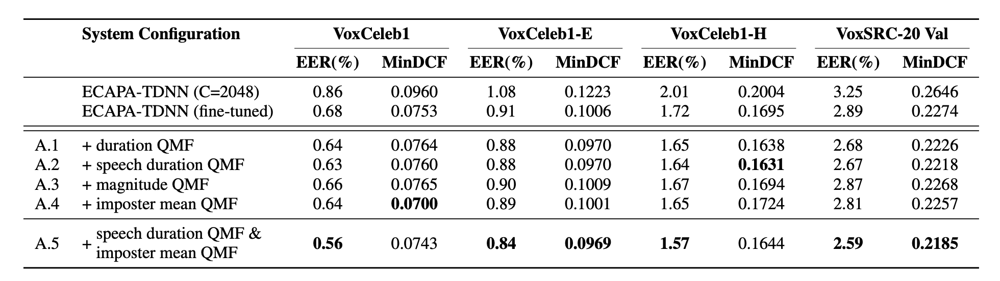 System Configuration VoxCeleb1 VoxCeleb1-E VoxCeleb1-H VoxSRC-20 Val
EER(%) MinDCF EER(%) MinDCF EER(%) MinDCF EER(%) MinDCF
ECAPA-TDNN (C=2048) 0.86 0.0960 1.08 0.1223 2.01 0.2004 3.25 0.2646
ECAPA-TDNN (fine-tuned) 0.68 0.0753 0.91 0.1006 1.72 0.1695 2.89 0.2274
A.1 + duration QMF 0.64 0.0764 0.88 0.0970 1.65 0.1638 2.68 0.2226
A.2 + speech duration QMF 0.63 0.0760 0.88 0.0970 1.64 0.1631 2.67 0.2218
A.3 + magnitude QMF 0.66 0.0765 0.90 0.1009 1.67 0.1694 2.87 0.2268
A.4 + imposter mean QMF 0.64 0.0700 0.89 0.1001 1.65 0.1724 2.81 0.2257
speech duration QMF &
A.5 + 0.56 0.0743 0.84 0.0969 1.57 0.1644 2.59 0.2185
imposter mean QMF